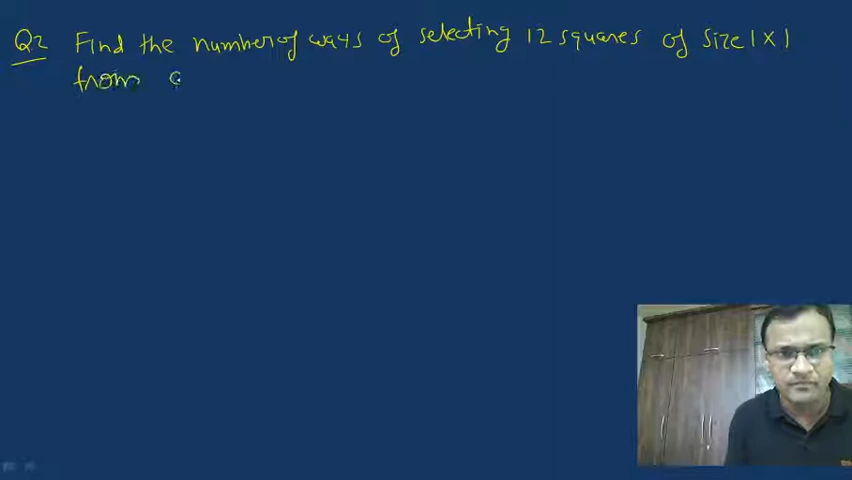 Q2 Find the number of ways of selecting 12 squares of size 1 × 1
from